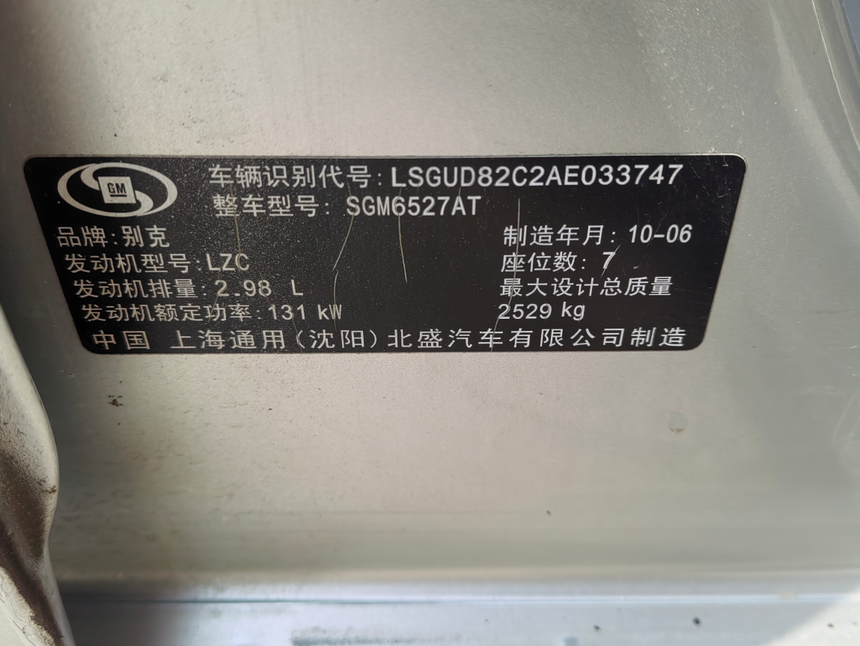 GM
车辆识别代号: LSGUD82C2AE033747
整车型号: SGM6527AT
品牌: 别克 制造年月: 10-06
发动机型号: LZC 座位数: 7
发动机排量: 2.98 L 最大设计总质量
发动机额定功率: 131 kW 2529 kg
中国 上海通用(沈阳)北盛汽车有限公司制造